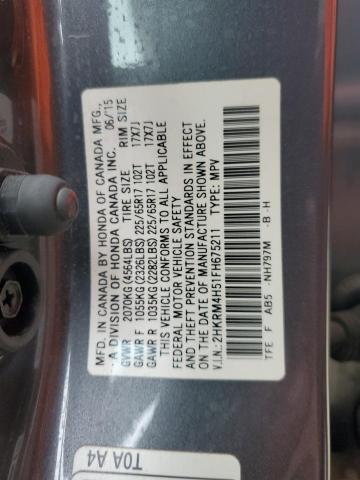 MFD. IN CANADA BY HONDA OF CANADA MFG.,
A DIVISION OF HONDA CANADA INC. 06/15
GVWR 2070KG (4564LBS) TIRE SIZE RIM SIZE
GAWR F 1055KG (2326LBS) 225/65R17 102T 17X7J
GAWR R 1035KG (2282LBS) 225/65R17 102T 17X7J
THIS VEHICLE CONFORMS TO ALL APPLICABLE
FEDERAL MOTOR VEHICLE SAFETY
AND THEFT PREVENTION STANDARDS IN EFFECT
ON THE DATE OF MANUFACTURE SHOWN ABOVE.
V.I.N.: 2HKRM4H51FH675211 TYPE: MPV
TFE F AB5 -NH797M -B -H
T0A A4